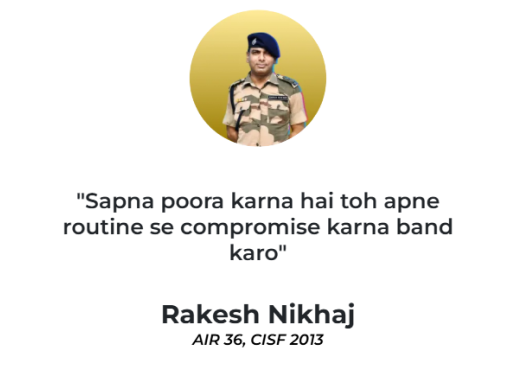 "Sapna poora karna hai toh apne
routine se compromise karna band
karo"
Rakesh Nikhaj
AIR 36, CISF 2013